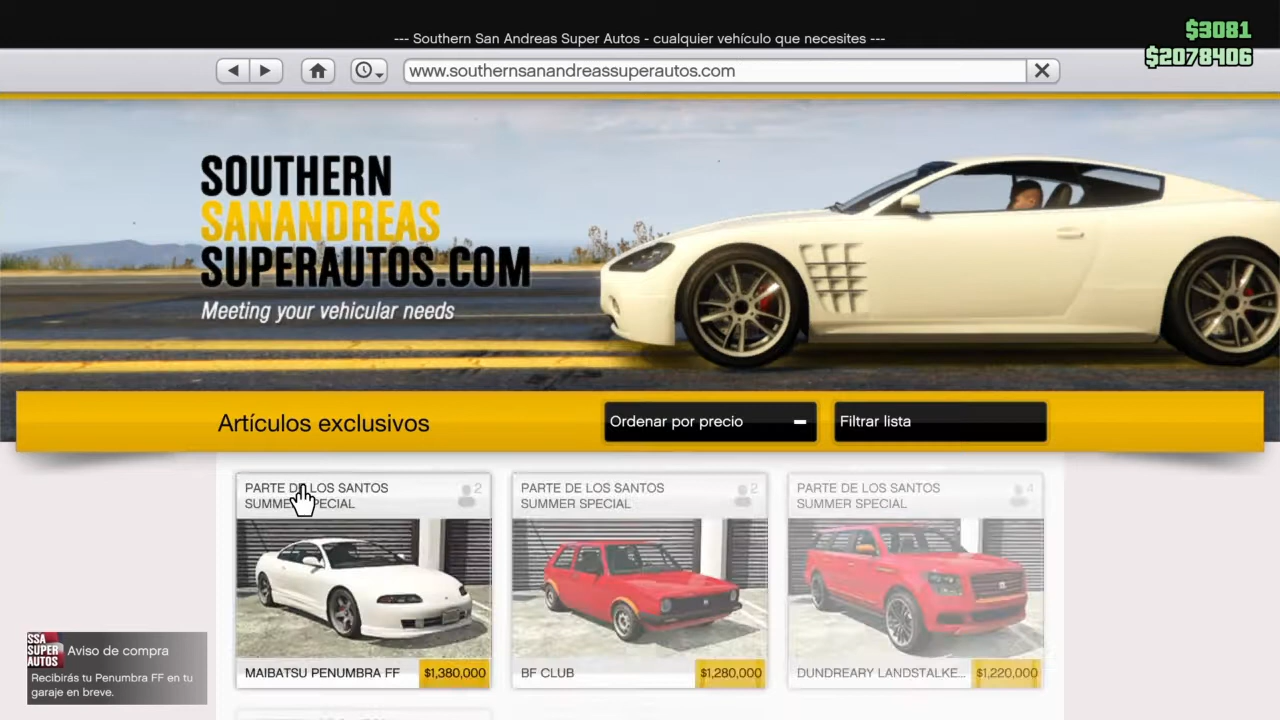 --- Southern San Andreas Super Autos - cualquier vehículo que necesites ---
$3081
$2078406
www.southernsanandreassuperautos.com
SOUTHERN
SANANDREAS
SUPERAUTOS.COM
Meeting your vehicular needs
Artículos exclusivos
Ordenar por precio
Filtrar lista
PARTE DE LOS SANTOS
SUMMER SPECIAL
2
PARTE DE LOS SANTOS
SUMMER SPECIAL
2
PARTE DE LOS SANTOS
SUMMER SPECIAL
4
MAIBATSU PENUMBRA FF
$1,380,000
BF CLUB
$1,280,000
DUNDREARY LANDSTALKE...
$1,220,000
SSA
SUPER
AUTOS
Aviso de compra
Recibirás tu Penumbra FF en tu
garaje en breve.